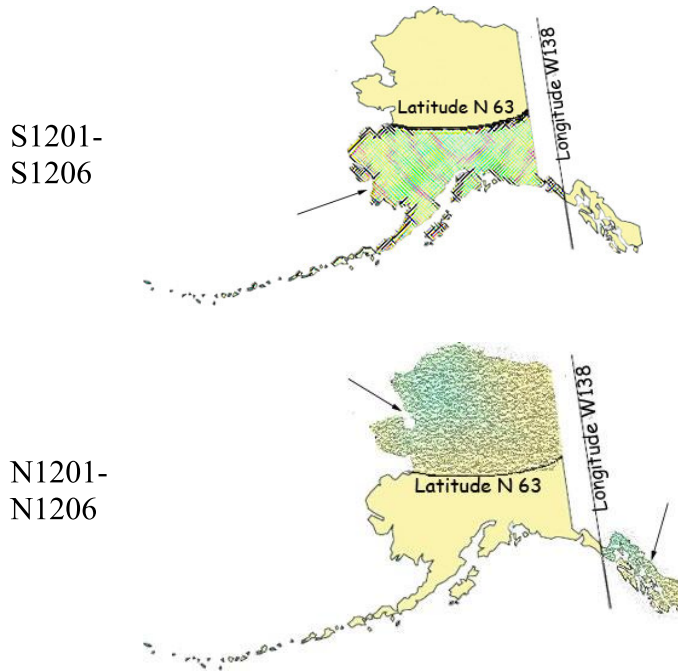 Longitude W138
Latitude N 63
S1201-
S1206
Longitude W138
Latitude N 63
N1201-
N1206